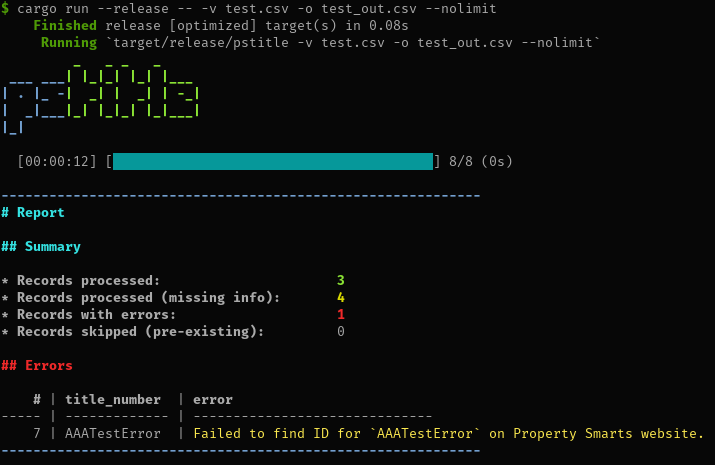 $ cargo run --release -- -v test.csv -o test_out.csv --nolimit
Finished release [optimized] target(s) in 0.08s
Running `target/release/pstitle -v test.csv -o test_out.csv --nolimit`
pstitle
[00:00:12] [ ] 8/8 (0s)
------------------------------------------------------------
# Report
## Summary
* Records processed: 3
* Records processed (missing info): 4
* Records with errors: 1
* Records skipped (pre-existing): 0
## Errors
# | title_number | error
----- | ------------- | ------------------------------
7 | AAATestError | Failed to find ID for `AAATestError` on Property Smarts website.
------------------------------------------------------------